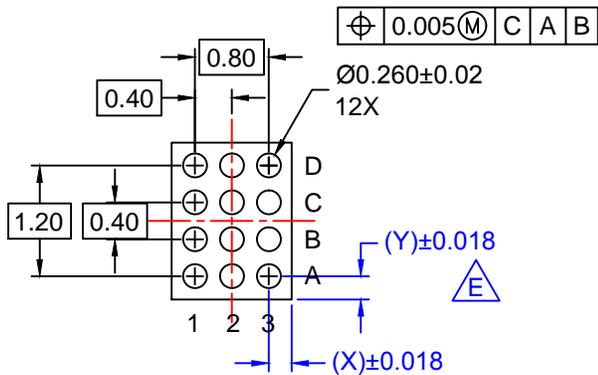 ⌖ 0.005Ⓜ C A B
0.80
Ø0.260±0.02
12X
0.40
D
C
1.20 0.40
B
(Y)±0.018
A
E
1 2 3
(X)±0.018